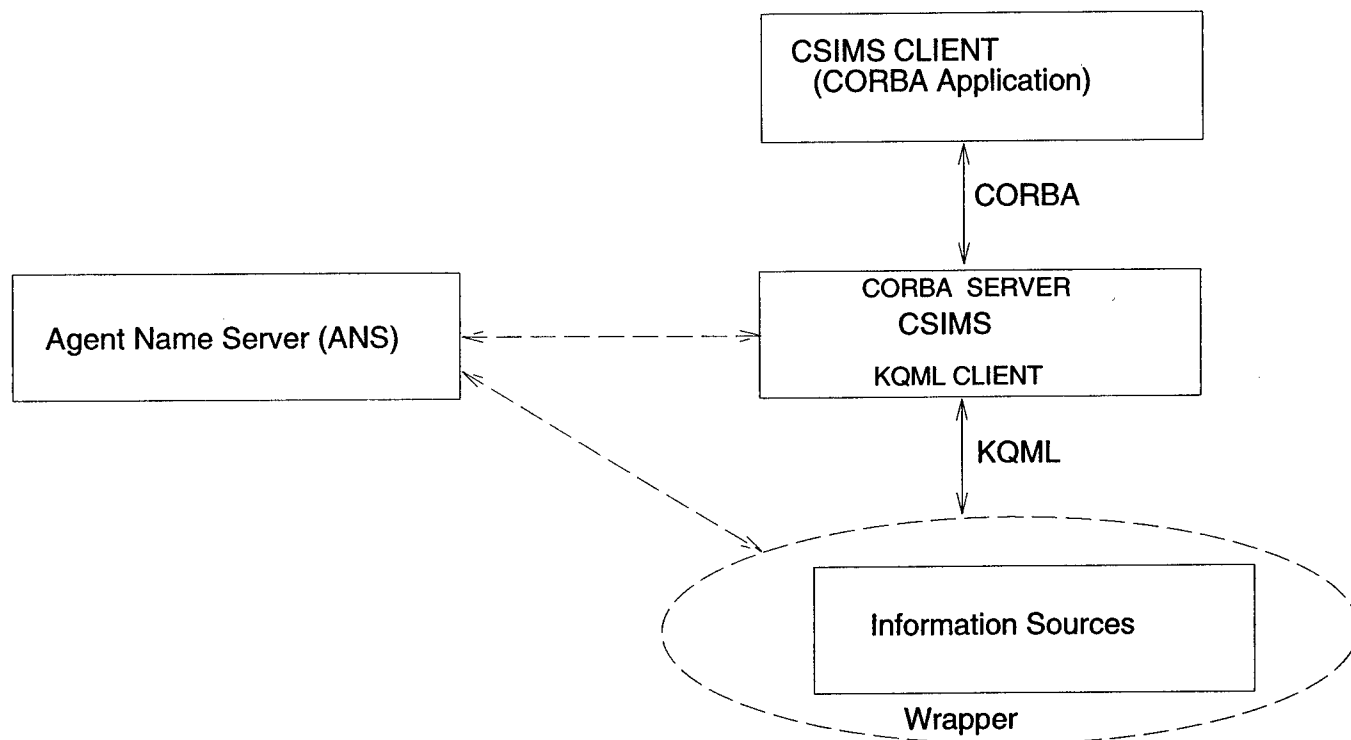 CSIMS CLIENT
(CORBA Application)
CORBA
CORBA SERVER
CSIMS
KQML CLIENT
Agent Name Server (ANS)
KQML
Information Sources
Wrapper